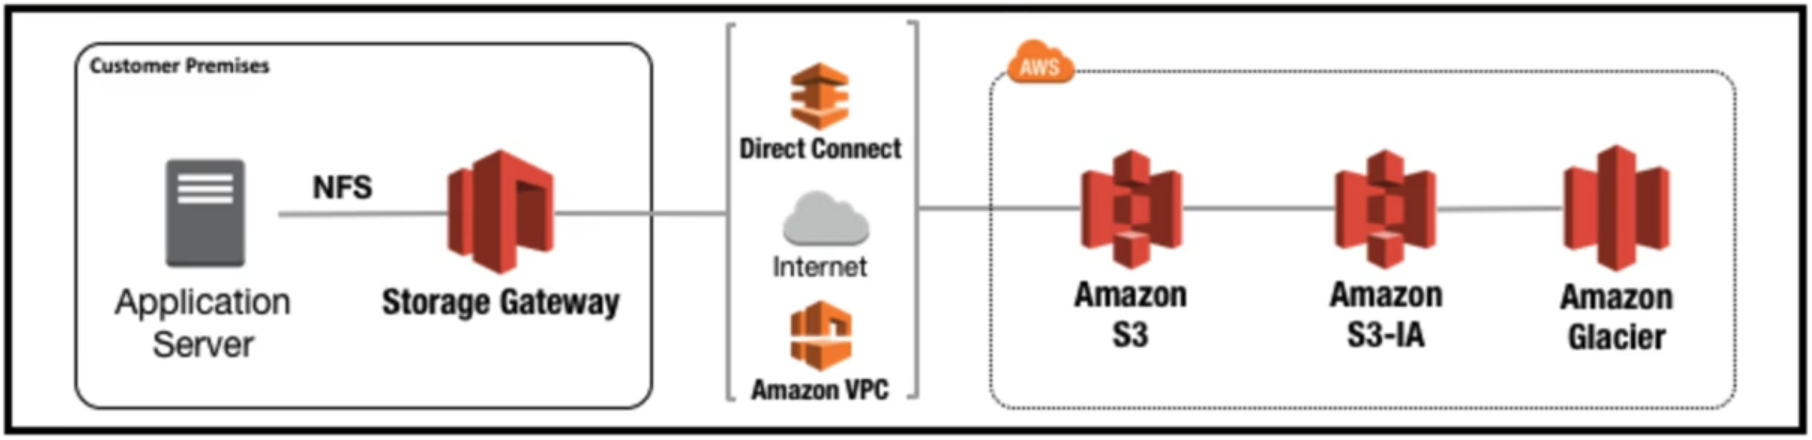 Customer Premises
NFS
Application
Server
Storage Gateway
Direct Connect
Internet
Amazon VPC
AWS
Amazon
S3
Amazon
S3-IA
Amazon
Glacier